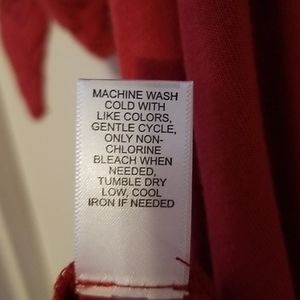 MACHINE WASH
COLD WITH
LIKE COLORS,
GENTLE CYCLE,
ONLY NON-
CHLORINE
BLEACH WHEN
NEEDED,
TUMBLE DRY
LOW, COOL
IRON IF NEEDED